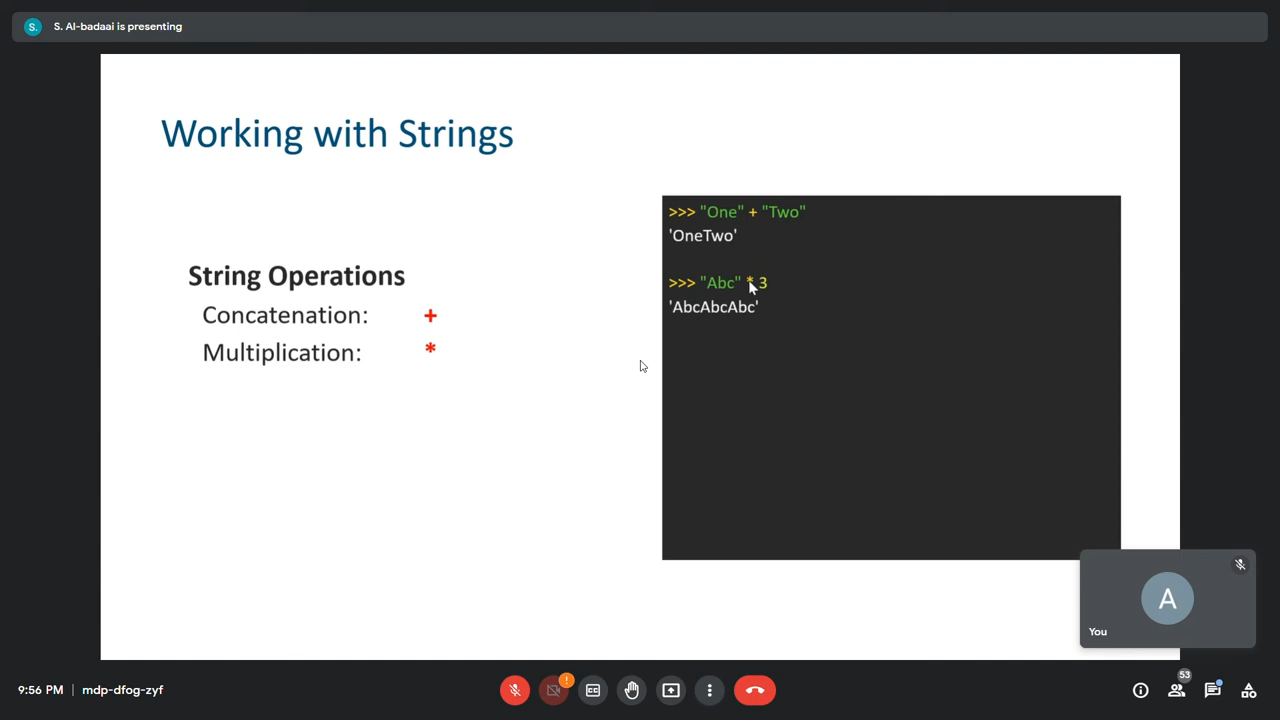 S. S. Al-badaai is presenting
Working with Strings
String Operations
Concatenation: +
Multiplication: *
>>> "One" + "Two"
'OneTwo'
>>> "Abc" * 3
'AbcAbcAbc'
A
You
9:56 PM | mdp-dfog-zyf
!
CC
53